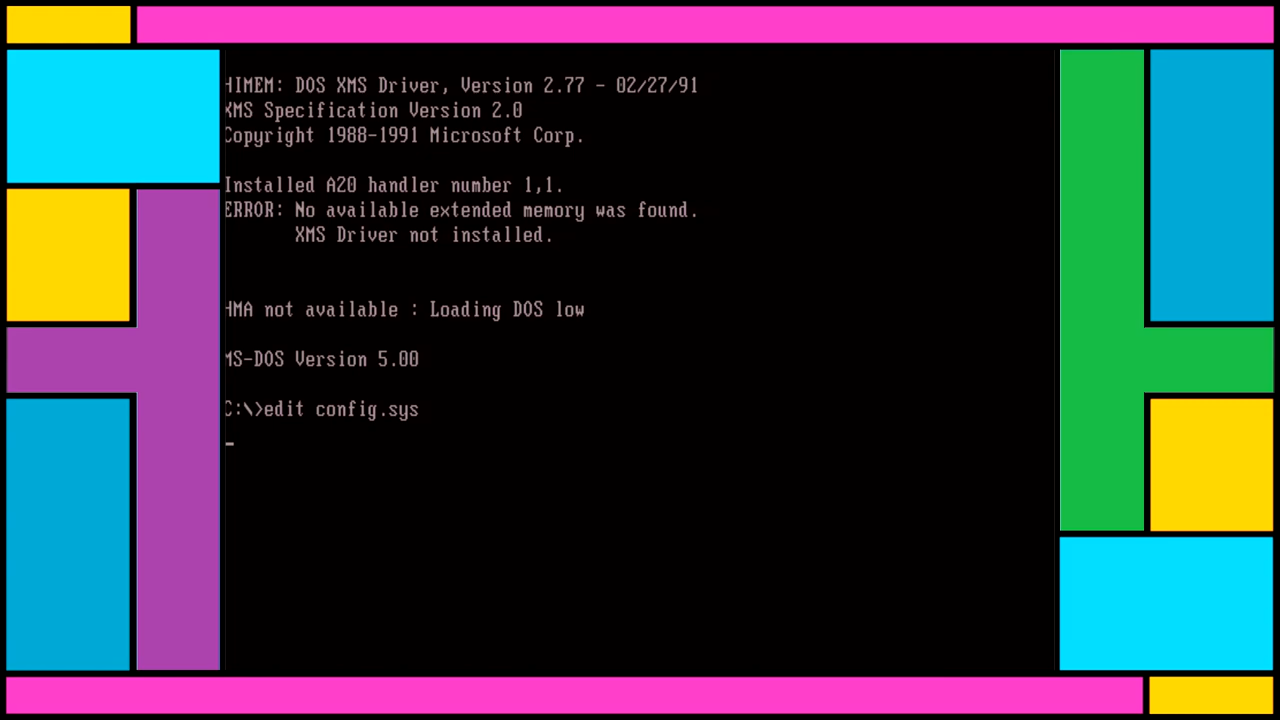 HIMEM: DOS XMS Driver, Version 2.77 - 02/27/91
XMS Specification Version 2.0
Copyright 1988-1991 Microsoft Corp.
Installed A20 handler number 1,1.
ERROR: No available extended memory was found.
XMS Driver not installed.
HMA not available : Loading DOS low
MS-DOS Version 5.00
C:\>edit config.sys